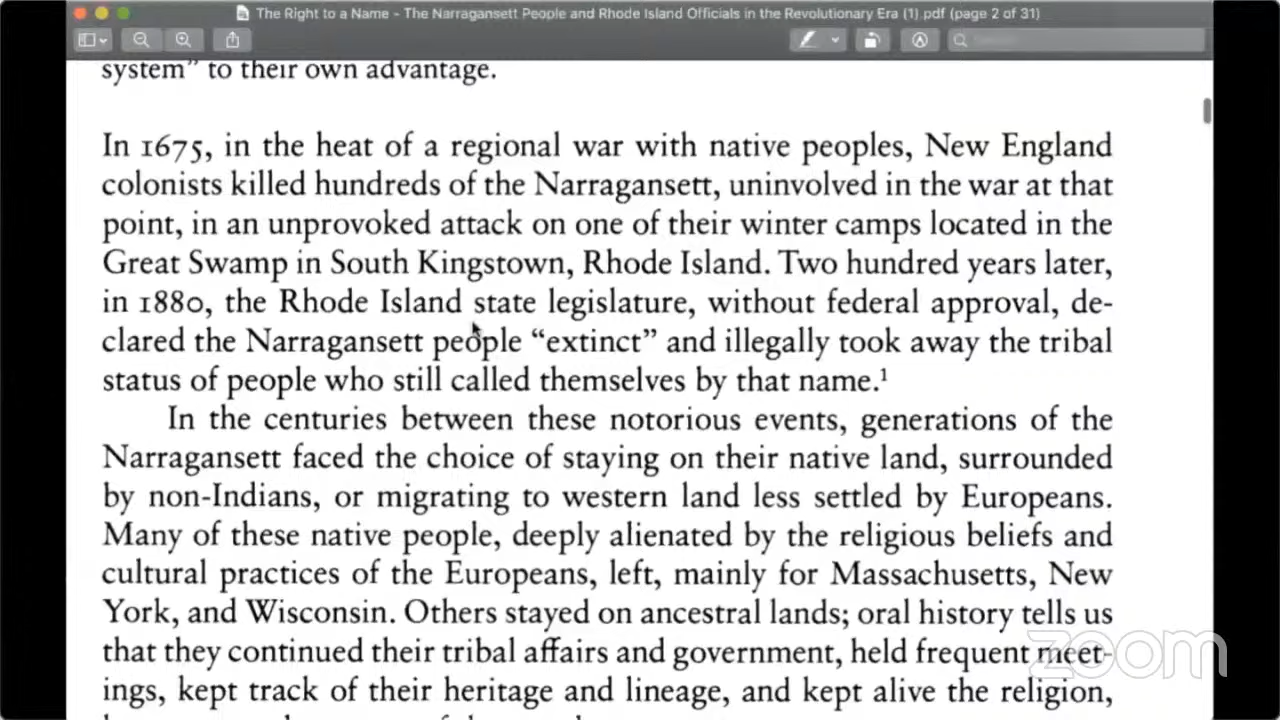 The Right to a Name - The Narragansett People and Rhode Island Officials in the Revolutionary Era (1).pdf (page 2 of 31)
system” to their own advantage.
In 1675, in the heat of a regional war with native peoples, New England
colonists killed hundreds of the Narragansett, uninvolved in the war at that
point, in an unprovoked attack on one of their winter camps located in the
Great Swamp in South Kingstown, Rhode Island. Two hundred years later,
in 1880, the Rhode Island state legislature, without federal approval, de-
clared the Narragansett people “extinct” and illegally took away the tribal
status of people who still called themselves by that name.¹
In the centuries between these notorious events, generations of the
Narragansett faced the choice of staying on their native land, surrounded
by non-Indians, or migrating to western land less settled by Europeans.
Many of these native people, deeply alienated by the religious beliefs and
cultural practices of the Europeans, left, mainly for Massachusetts, New
York, and Wisconsin. Others stayed on ancestral lands; oral history tells us
that they continued their tribal affairs and government, held frequent meet-
ings, kept track of their heritage and lineage, and kept alive the religion,
zoom